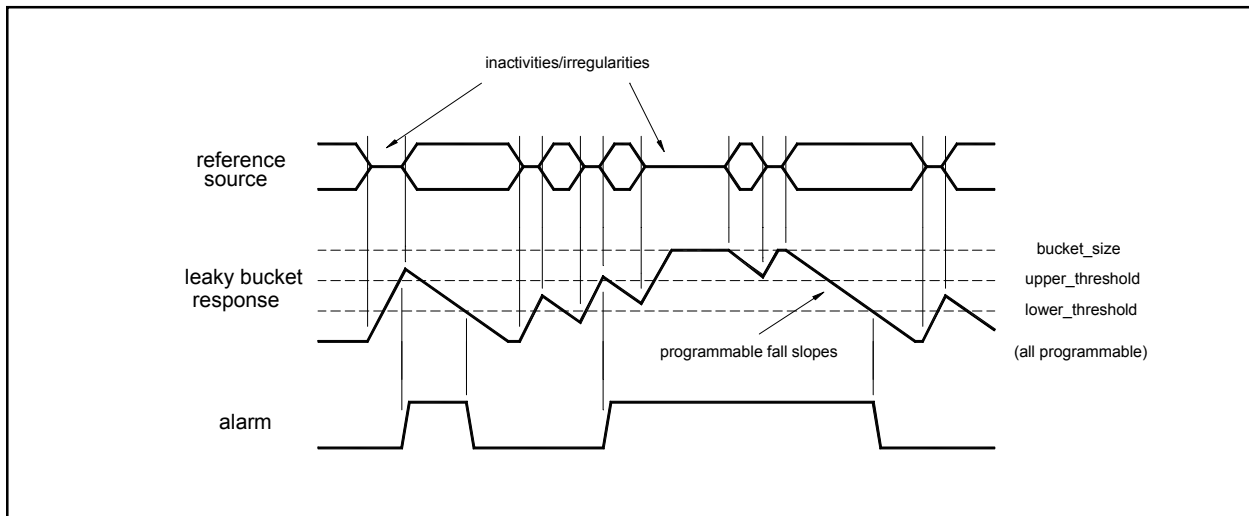 inactivities/irregularities
reference
source
bucket_size
leaky bucket
response
upper_threshold
lower_threshold
programmable fall slopes
(all programmable)
alarm